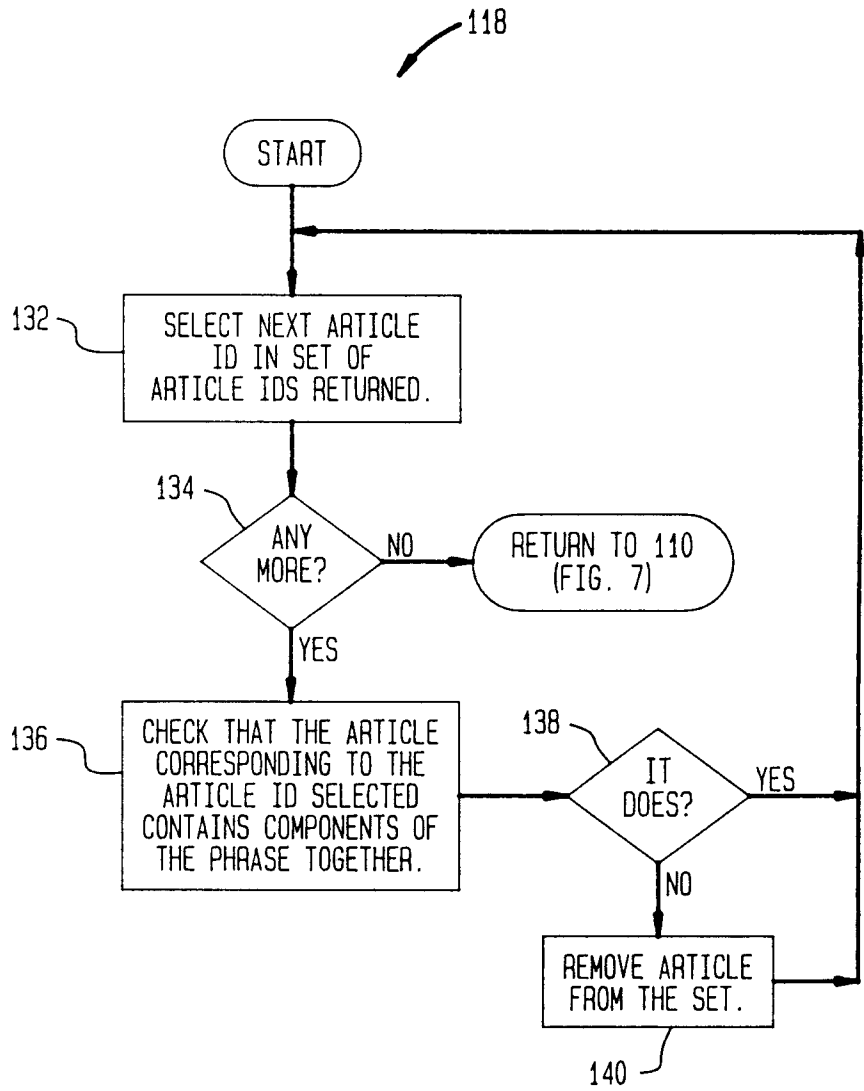 118
START
132
SELECT NEXT ARTICLE
ID IN SET OF
ARTICLE IDS RETURNED.
134
ANY
MORE?
NO
RETURN TO 110
(FIG. 7)
YES
136
CHECK THAT THE ARTICLE
CORRESPONDING TO THE
ARTICLE ID SELECTED
CONTAINS COMPONENTS OF
THE PHRASE TOGETHER.
138
IT
DOES?
YES
NO
REMOVE ARTICLE
FROM THE SET.
140